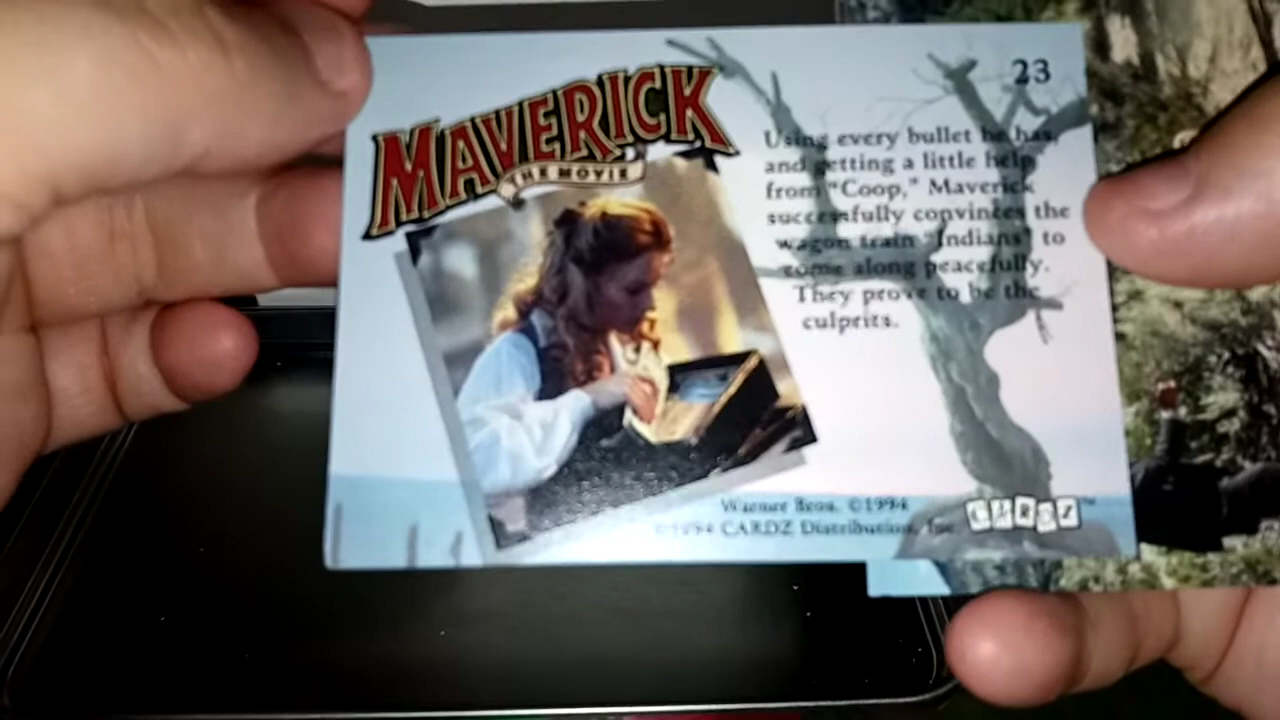 MAVERICK
THE MOVIE
23
Using every bullet he has,
and getting a little help
from "Coop," Maverick
successfully convinces the
wagon train "Indians" to
come along peacefully.
They prove to be the
culprits.
Warner Bros. ©1994
©1994 CARDZ Distribution, Inc
CARDZ™